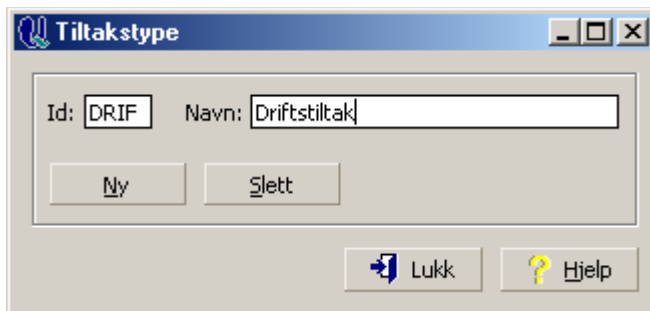 Tiltakstype
Id: DRIF Navn: Driftstiltak
Ny Slett
Lukk Hjelp